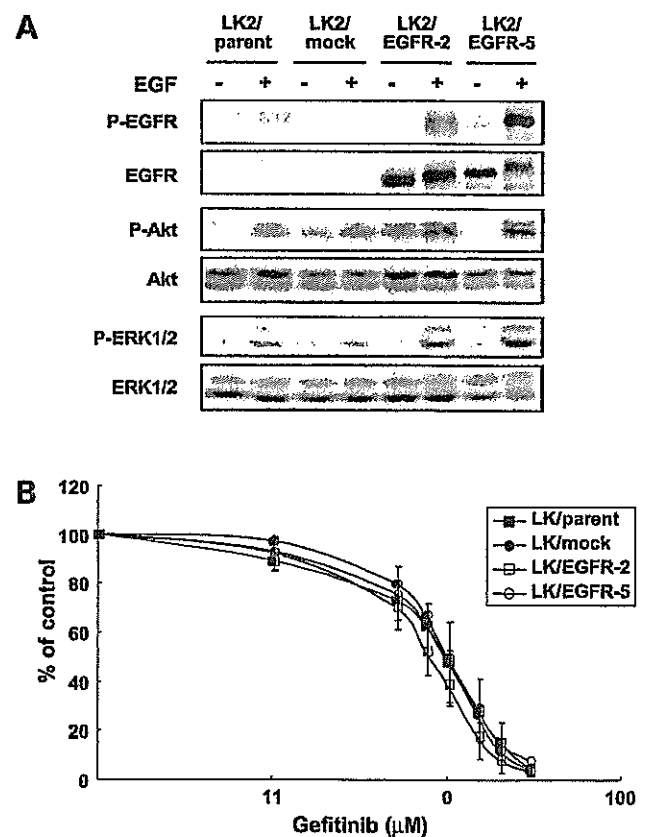 A
LK2/ LK2/ LK2/ LK2/
parent mock EGFR-2 EGFR-5
EGF - + - + - + - +
P-EGFR
EGFR
P-Akt
Akt
P-ERK1/2
ERK1/2
B
120
100
80
60
40
20
0
% of control
LK/parent
LK/mock
LK/EGFR-2
LK/EGFR-5
11 0 100
Gefitinib (μM)